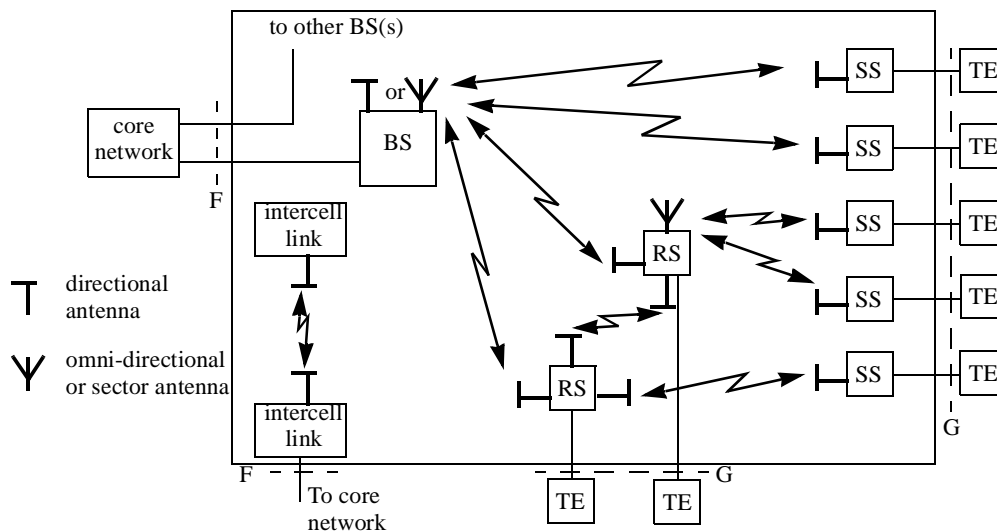 to other BS(s)
or
BS
core
network
F
SS
TE
SS
TE
SS
TE
SS
TE
SS
TE
G
RS
RS
intercell
link
intercell
link
directional
antenna
omni-directional
or sector antenna
F
G
To core
network
TE
TE